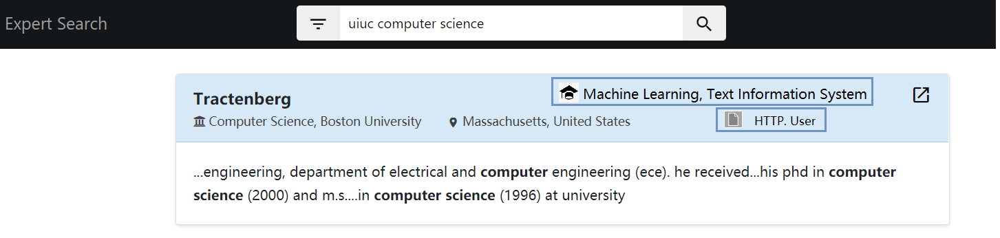 Expert Search
uiuc computer science
Tractenberg
Machine Learning, Text Information System
Computer Science, Boston University
Massachusetts, United States
HTTP. User
...engineering, department of electrical and computer engineering (ece). he received...his phd in computer
science (2000) and m.s....in computer science (1996) at university